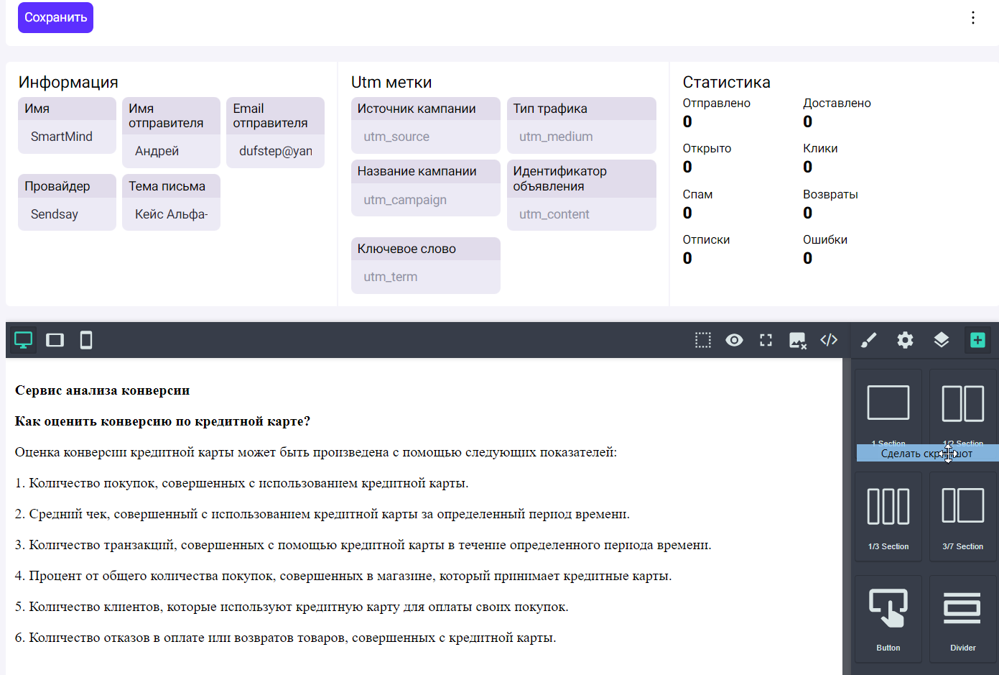 Сохранить
Информация
Имя
SmartMind
Имя
отправителя
Андрей
Email
отправителя
dufstep@yan
Провайдер
Sendsay
Тема письма
Кейс Альфа-
Utm метки
Источник кампании
utm_source
Тип трафика
utm_medium
Название кампании
utm_campaign
Идентификатор
объявления
utm_content
Ключевое слово
utm_term
Статистика
Отправлено
0
Доставлено
0
Открыто
0
Клики
0
Спам
0
Возвраты
0
Отписки
0
Ошибки
0
Сервис анализа конверсии
Как оценить конверсию по кредитной карте?
Оценка конверсии кредитной карты может быть произведена с помощью следующих показателей:
1. Количество покупок, совершенных с использованием кредитной карты.
2. Средний чек, совершенный с использованием кредитной карты за определенный период времени.
3. Количество транзакций, совершенных с помощью кредитной карты в течение определенного периода времени.
4. Процент от общего количества покупок, совершенных в магазине, который принимает кредитные карты.
5. Количество клиентов, которые используют кредитную карту для оплаты своих покупок.
6. Количество отказов в оплате или возвратов товаров, совершенных с кредитной карты.
1 Section
1/2 Section
Сделать скриншот
1/3 Section
3/7 Section
Button
Divider